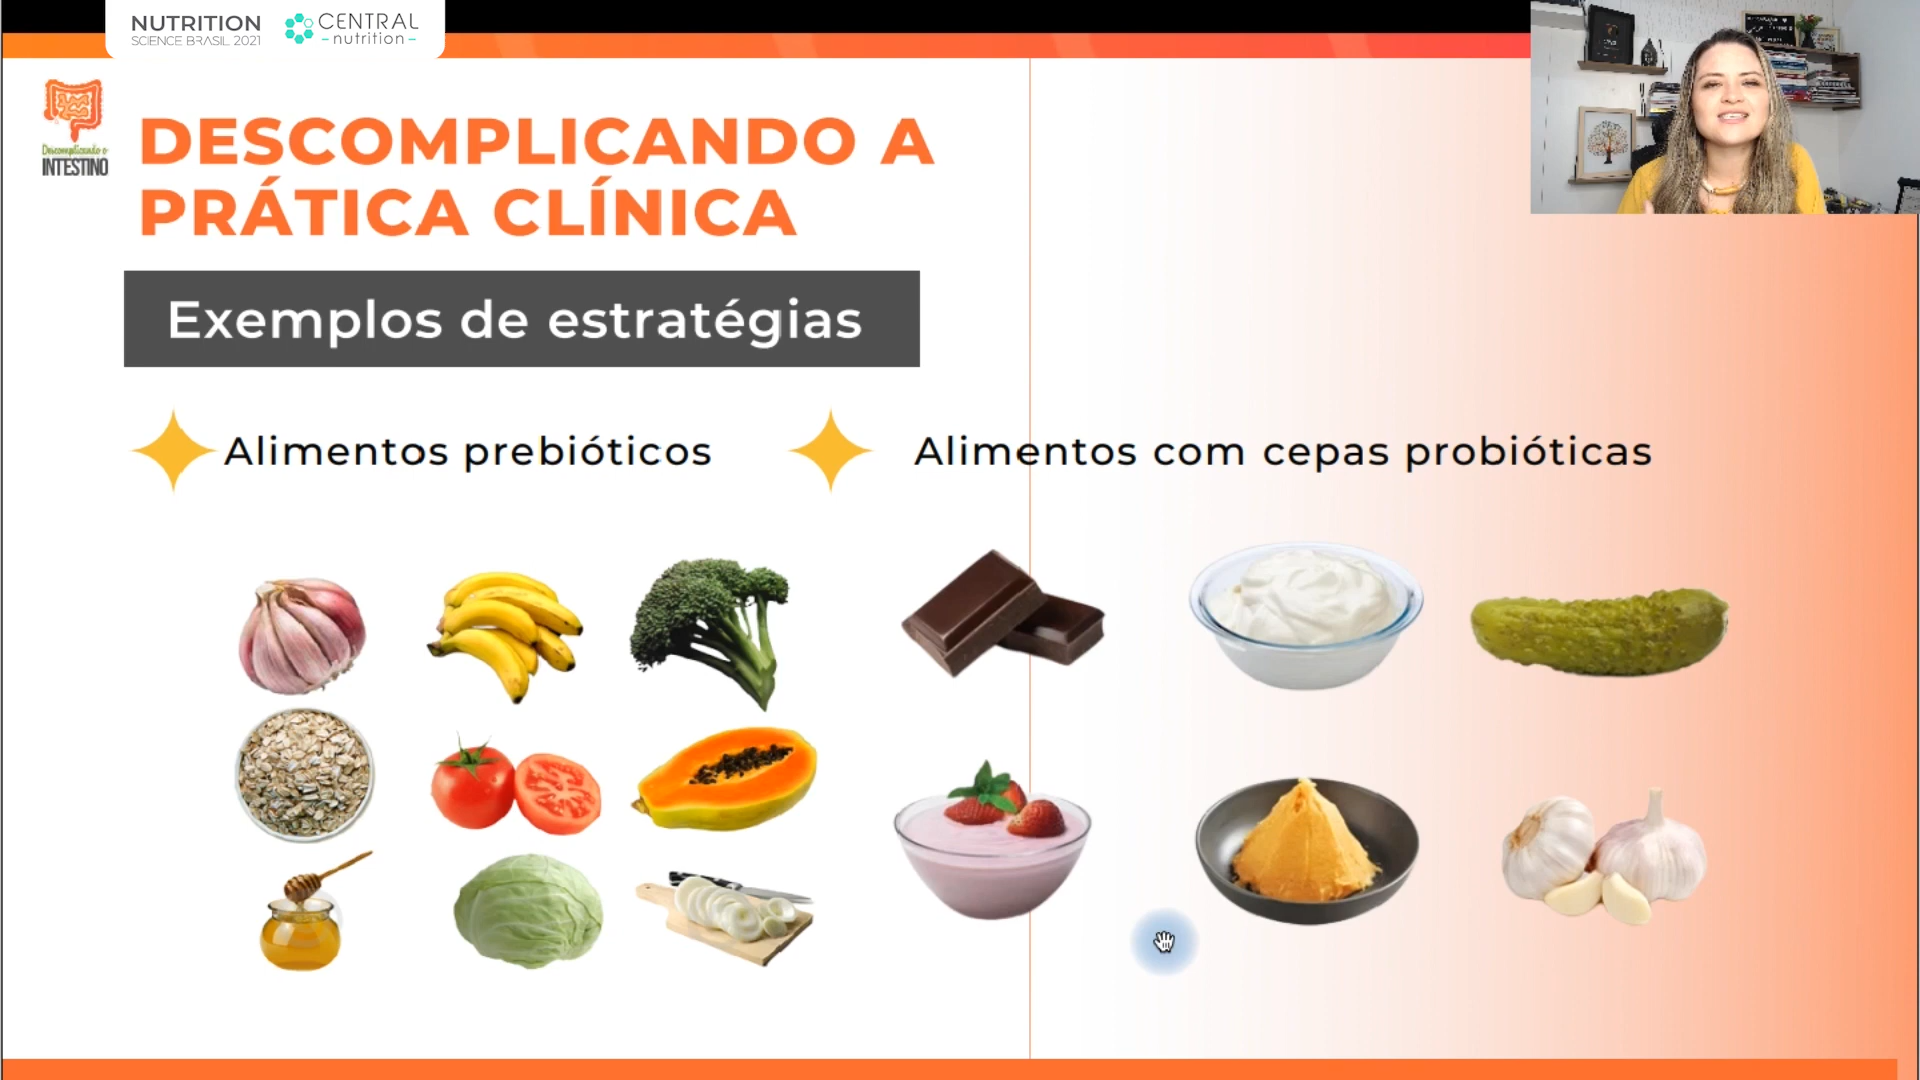 NUTRITION
SCIENCE BRASIL 2021
CENTRAL
nutrition
Descomplicando o
INTESTINO
DESCOMPLICANDO A
PRÁTICA CLÍNICA
Exemplos de estratégias
Alimentos prebióticos
Alimentos com cepas probióticas